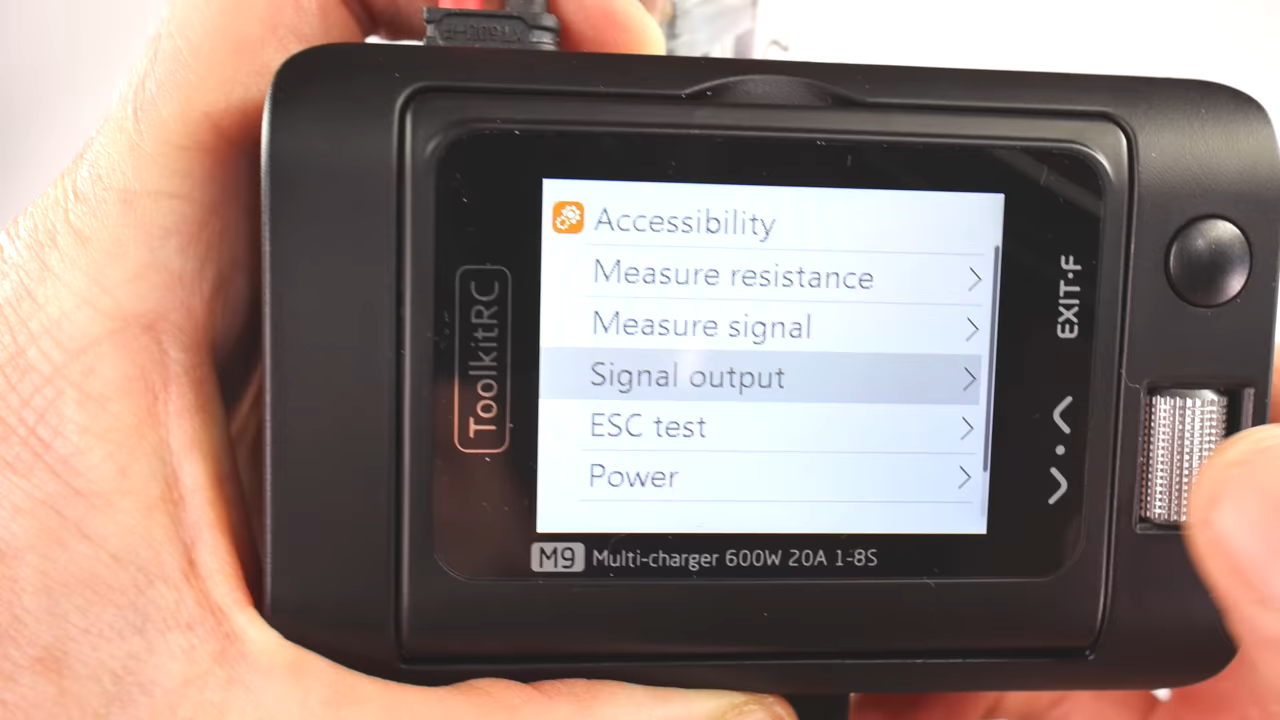 Accessibility
Measure resistance
Measure signal
Signal output
ESC test
Power
ToolkitRC
EXIT·F
M9 Multi-charger 600W 20A 1-8S